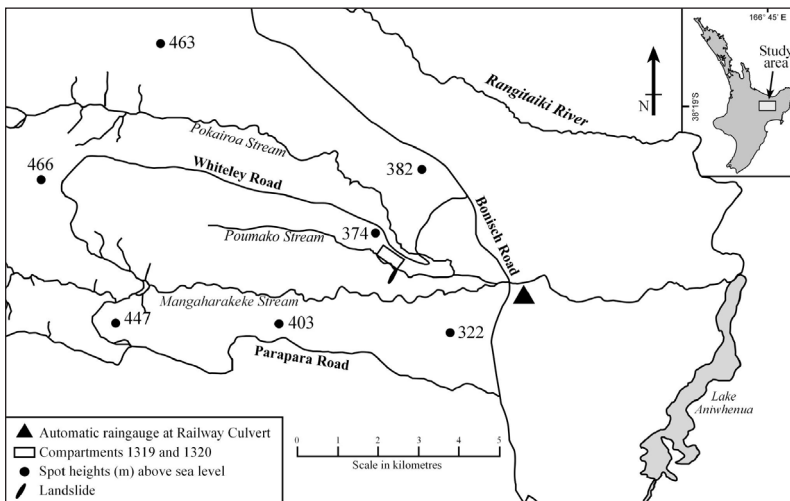 166° 45' E
463
Study
area
Rangitaiki River
N
38°19'S
Pokairoa Stream
466
Whiteley Road
382
Bonisch Road
Poumako Stream
374
Mangaharakeke Stream
447
403
322
Parapara Road
Lake
Aniwhenua
Automatic raingauge at Railway Culvert
Compartments 1319 and 1320
Spot heights (m) above sea level
Landslide
0 1 2 3 4 5
Scale in kilometres